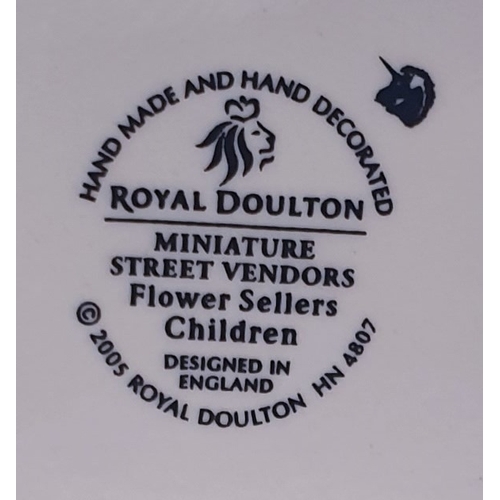 HAND MADE AND HAND DECORATED
ROYAL DOULTON
MINIATURE
STREET VENDORS
Flower Sellers
Children
DESIGNED IN
ENGLAND
© 2005 ROYAL DOULTON HN 4807